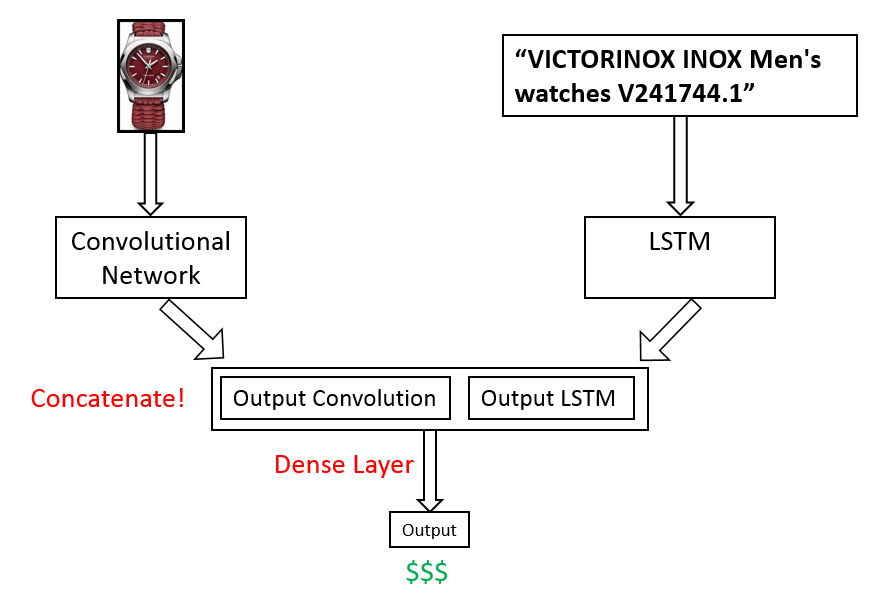 “VICTORINOX INOX Men's
watches V241744.1”
Convolutional
Network
LSTM
Concatenate!
Output Convolution
Output LSTM
Dense Layer
Output
$$$